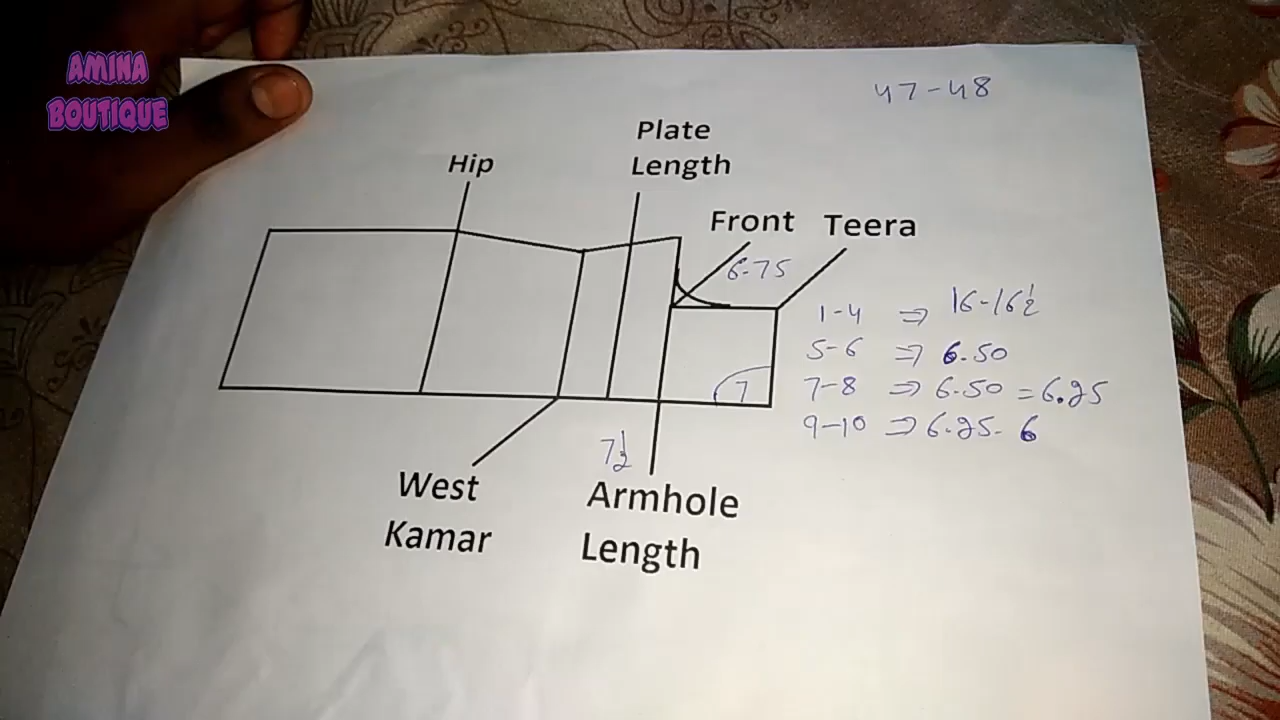 AMINA
BOUTIQUE
47-48
Plate
Length
Hip
Front
Teera
6.75
1-4 ⇒ 16-16½
5-6 ⇒ 6.50
7-8 ⇒ 6.50 = 6.25
9-10 ⇒ 6.25- 6
7
7½
West
Kamar
Armhole
Length